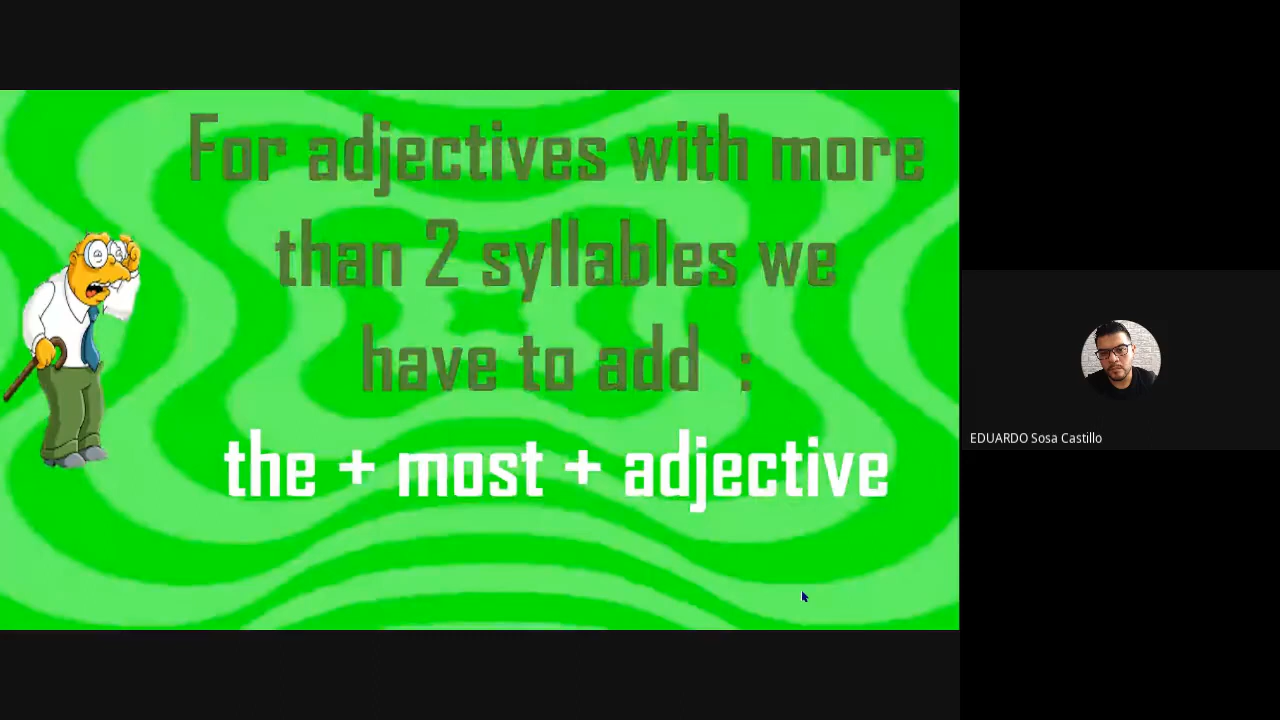 For adjectives with more
than 2 syllables we
have to add :
the + most + adjective
EDUARDO Sosa Castillo